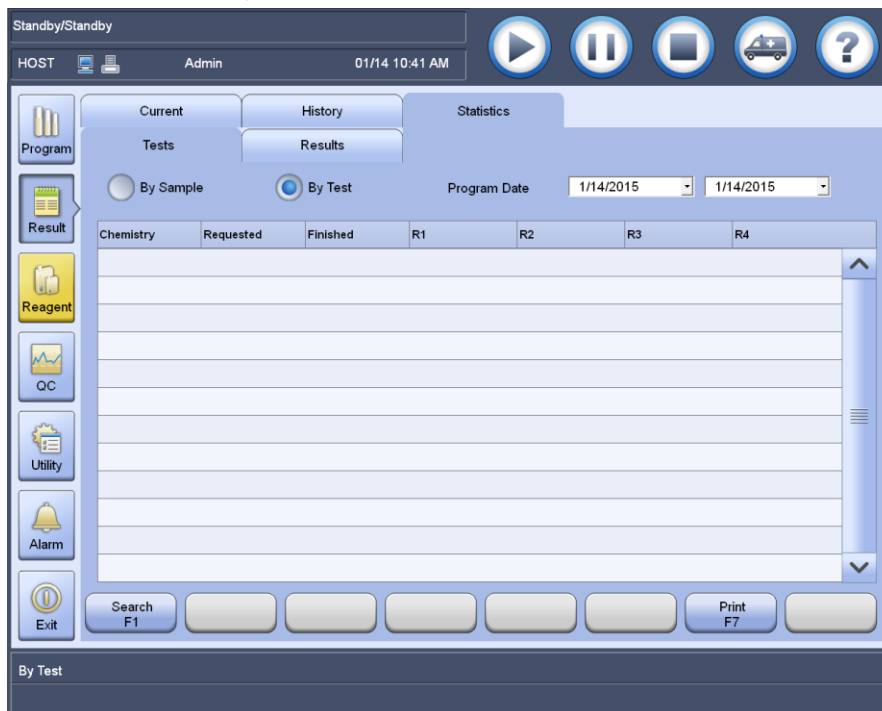 Standby/Standby
HOST Admin 01/14 10:41 AM
?
Program
Result
Reagent
QC
Utility
Alarm
Exit
Current History Statistics
Tests Results
By Sample By Test Program Date 1/14/2015 1/14/2015
Chemistry Requested Finished R1 R2 R3 R4
Search Print
F1 F7
By Test